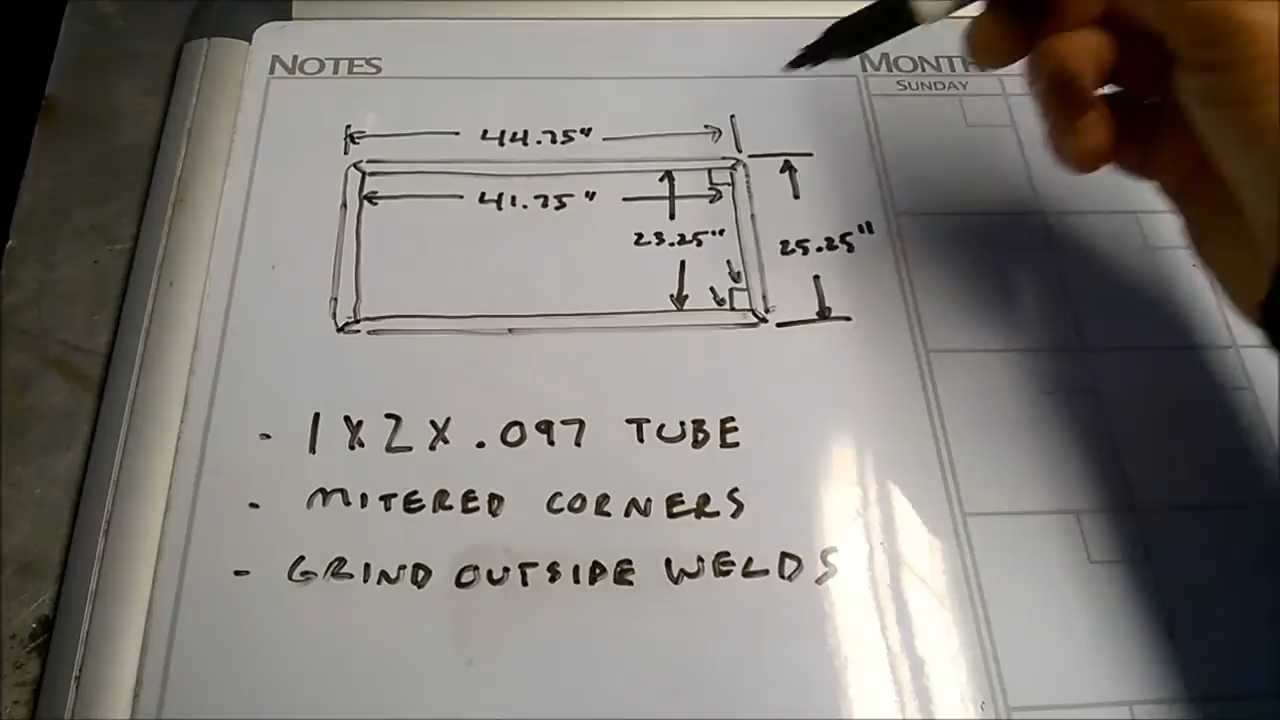 NOTES
MONTH
SUNDAY
44.75"
41.75"
23.25"
25.25"
- 1 X 2 X .097 TUBE
- MITERED CORNERS
- GRIND OUTSIDE WELDS